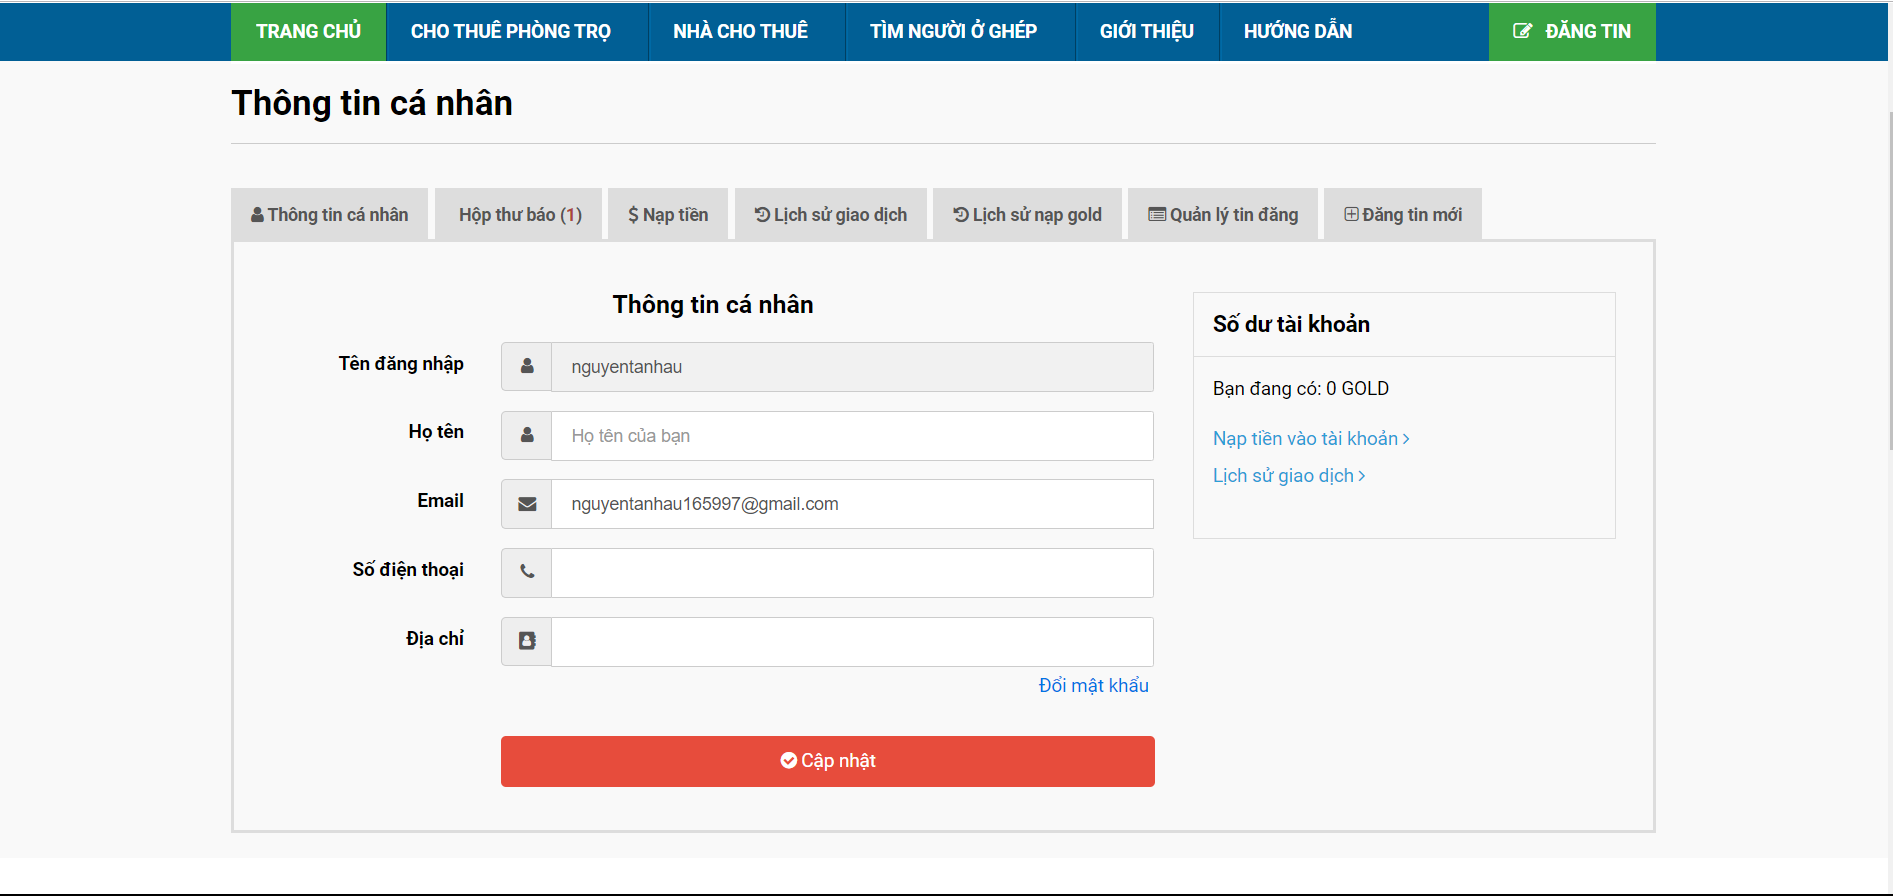 TRANG CHỦ CHO THUÊ PHÒNG TRỌ NHÀ CHO THUÊ TÌM NGƯỜI Ở GHÉP GIỚI THIỆU HƯỚNG DẪN ĐĂNG TIN
Thông tin cá nhân
Thông tin cá nhân Hộp thư báo (1) $ Nạp tiền Lịch sử giao dịch Lịch sử nạp gold Quản lý tin đăng Đăng tin mới
Thông tin cá nhân
Tên đăng nhập nguyentanhau
Họ tên Họ tên của bạn
Email nguyentanhau165997@gmail.com
Số điện thoại
Địa chỉ
Đổi mật khẩu
Cập nhật
Số dư tài khoản
Bạn đang có: 0 GOLD
Nạp tiền vào tài khoản
Lịch sử giao dịch